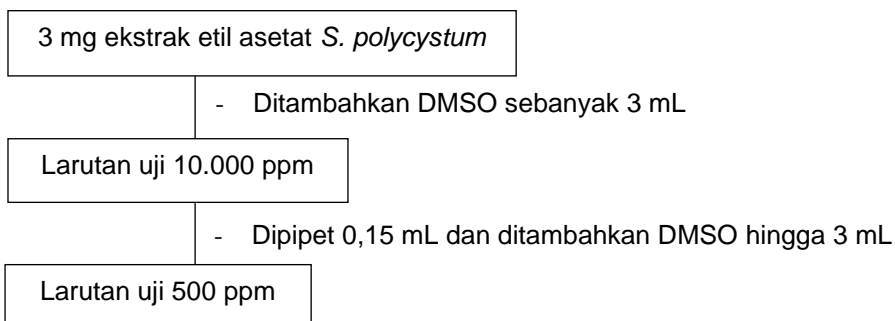 3 mg ekstrak etil asetat S. polycystum
- Ditambahkan DMSO sebanyak 3 mL
Larutan uji 10.000 ppm
- Dipipet 0,15 mL dan ditambahkan DMSO hingga 3 mL
Larutan uji 500 ppm